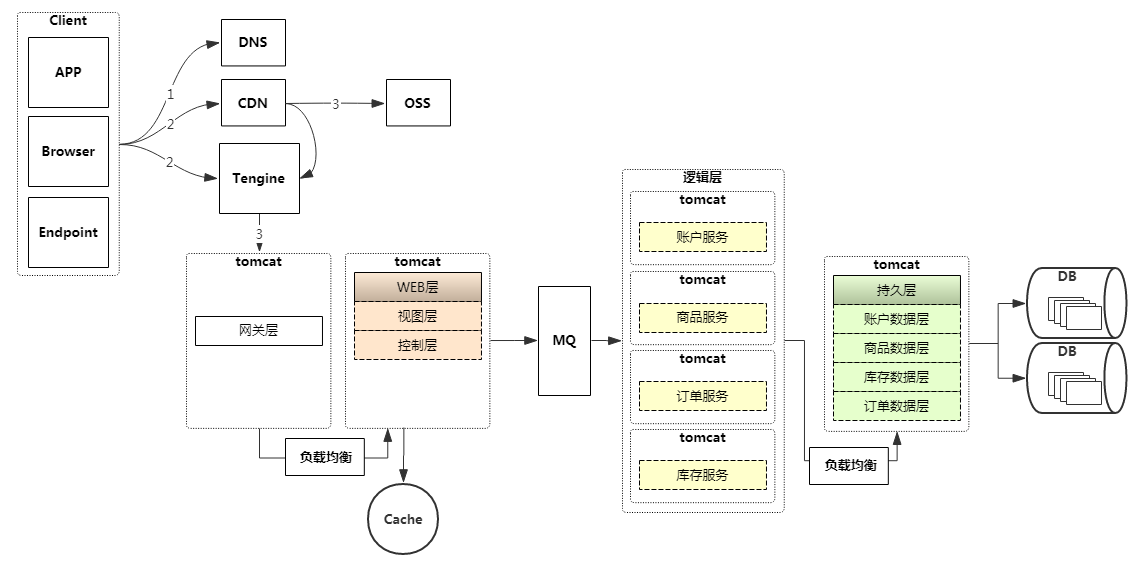 Client
APP
Browser
Endpoint
1
2
2
DNS
CDN
3
OSS
Tengine
3
tomcat
网关层
负载均衡
tomcat
WEB层
视图层
控制层
Cache
MQ
逻辑层
tomcat
账户服务
tomcat
商品服务
tomcat
订单服务
tomcat
库存服务
负载均衡
tomcat
持久层
账户数据层
商品数据层
库存数据层
订单数据层
DB
DB